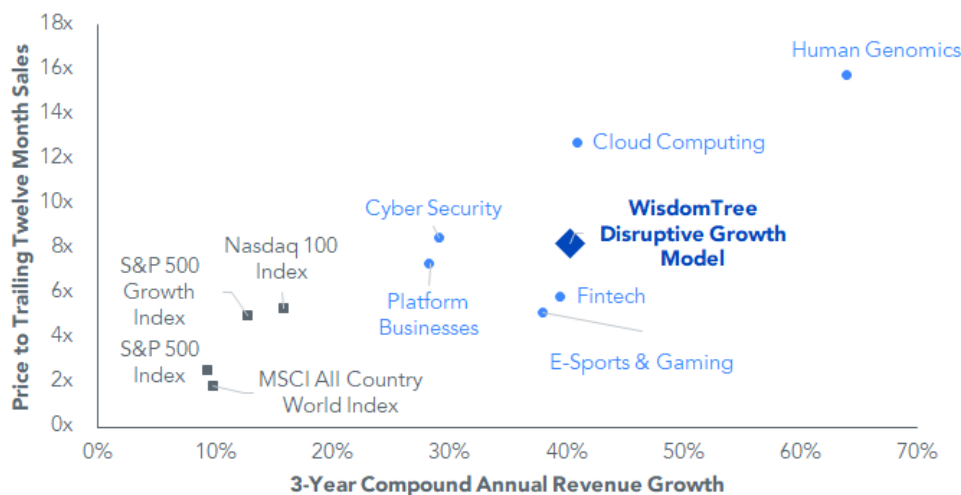 18x
16x
14x
12x
10x
8x
6x
4x
2x
0x
Price to Trailing Twelve Month Sales
Human Genomics
Cloud Computing
Cyber Security
WisdomTree
Disruptive Growth
Model
Nasdaq 100
Index
S&P 500
Growth
Index
Platform
Businesses
Fintech
E-Sports & Gaming
S&P 500
Index
MSCI All Country
World Index
0%
10%
20%
30%
40%
50%
60%
70%
3-Year Compound Annual Revenue Growth